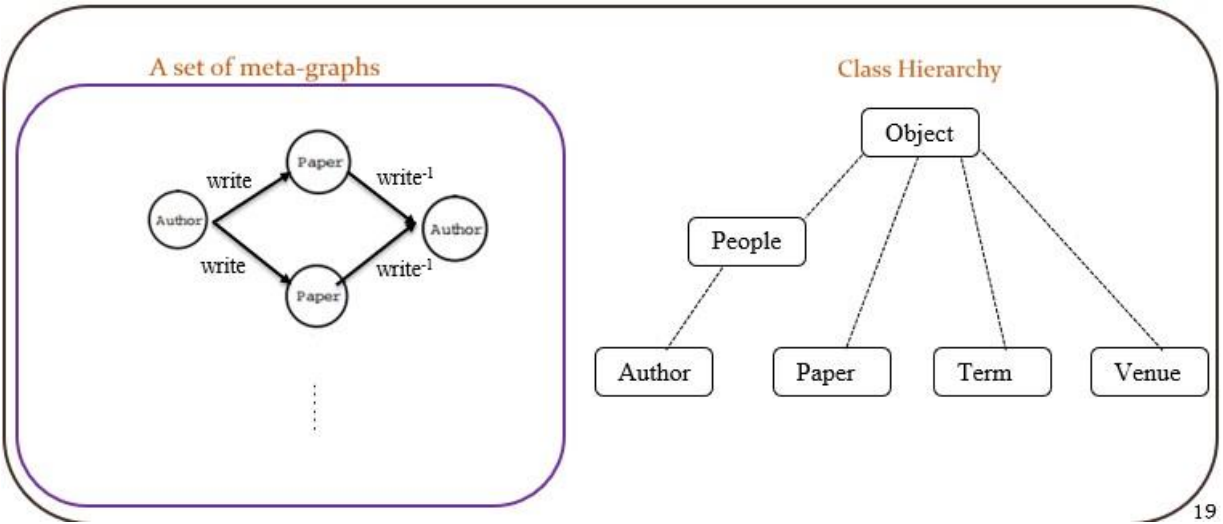 A set of meta-graphs
Paper
write
write-1
Author
Author
write
write-1
Paper
Class Hierarchy
Object
People
Author
Paper
Term
Venue
19